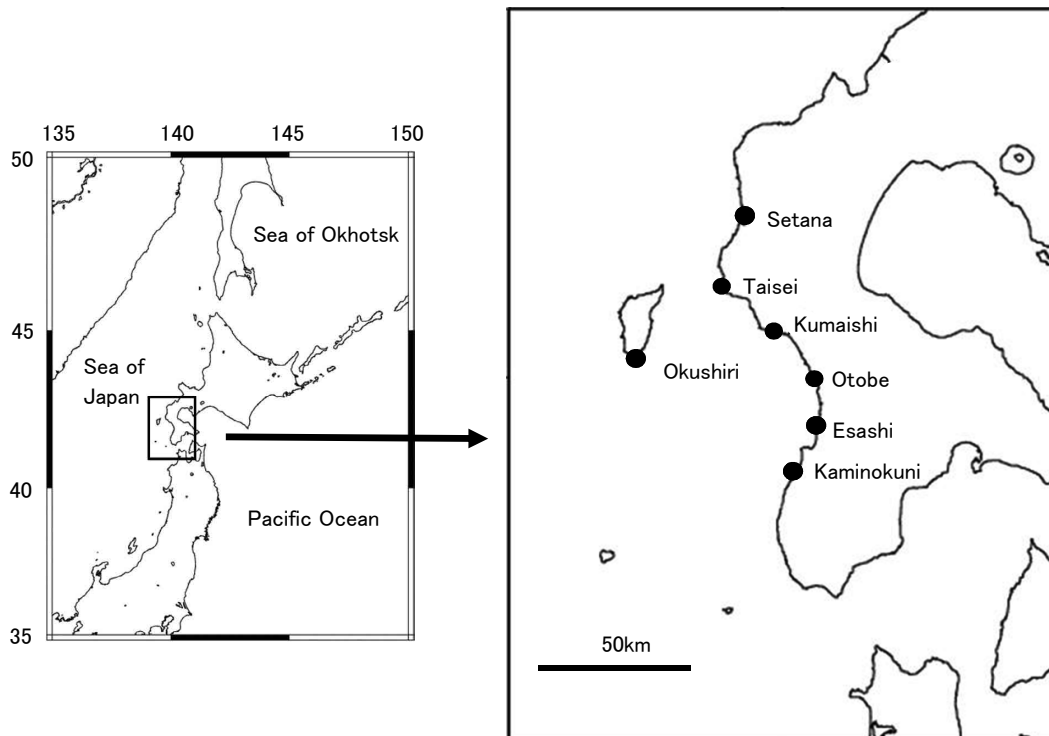 135
140
145
150
50
45
40
35
Sea of Okhotsk
Sea of
Japan
Pacific Ocean
Setana
Taisei
Kumaishi
Okushiri
Otobe
Esashi
Kaminokuni
50km